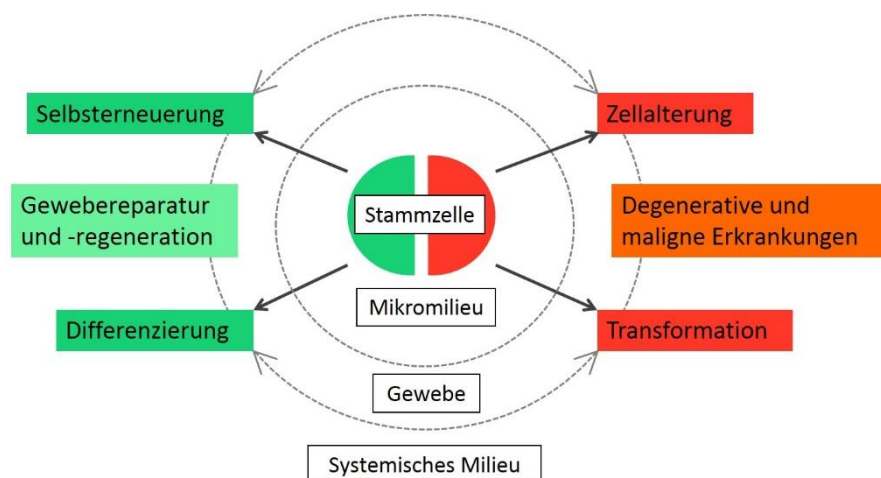 Selbsterneuerung
Zellalterung
Stammzelle
Gewebereparatur
und -regeneration
Degenerative und
maligne Erkrankungen
Mikromilieu
Differenzierung
Transformation
Gewebe
Systemisches Milieu